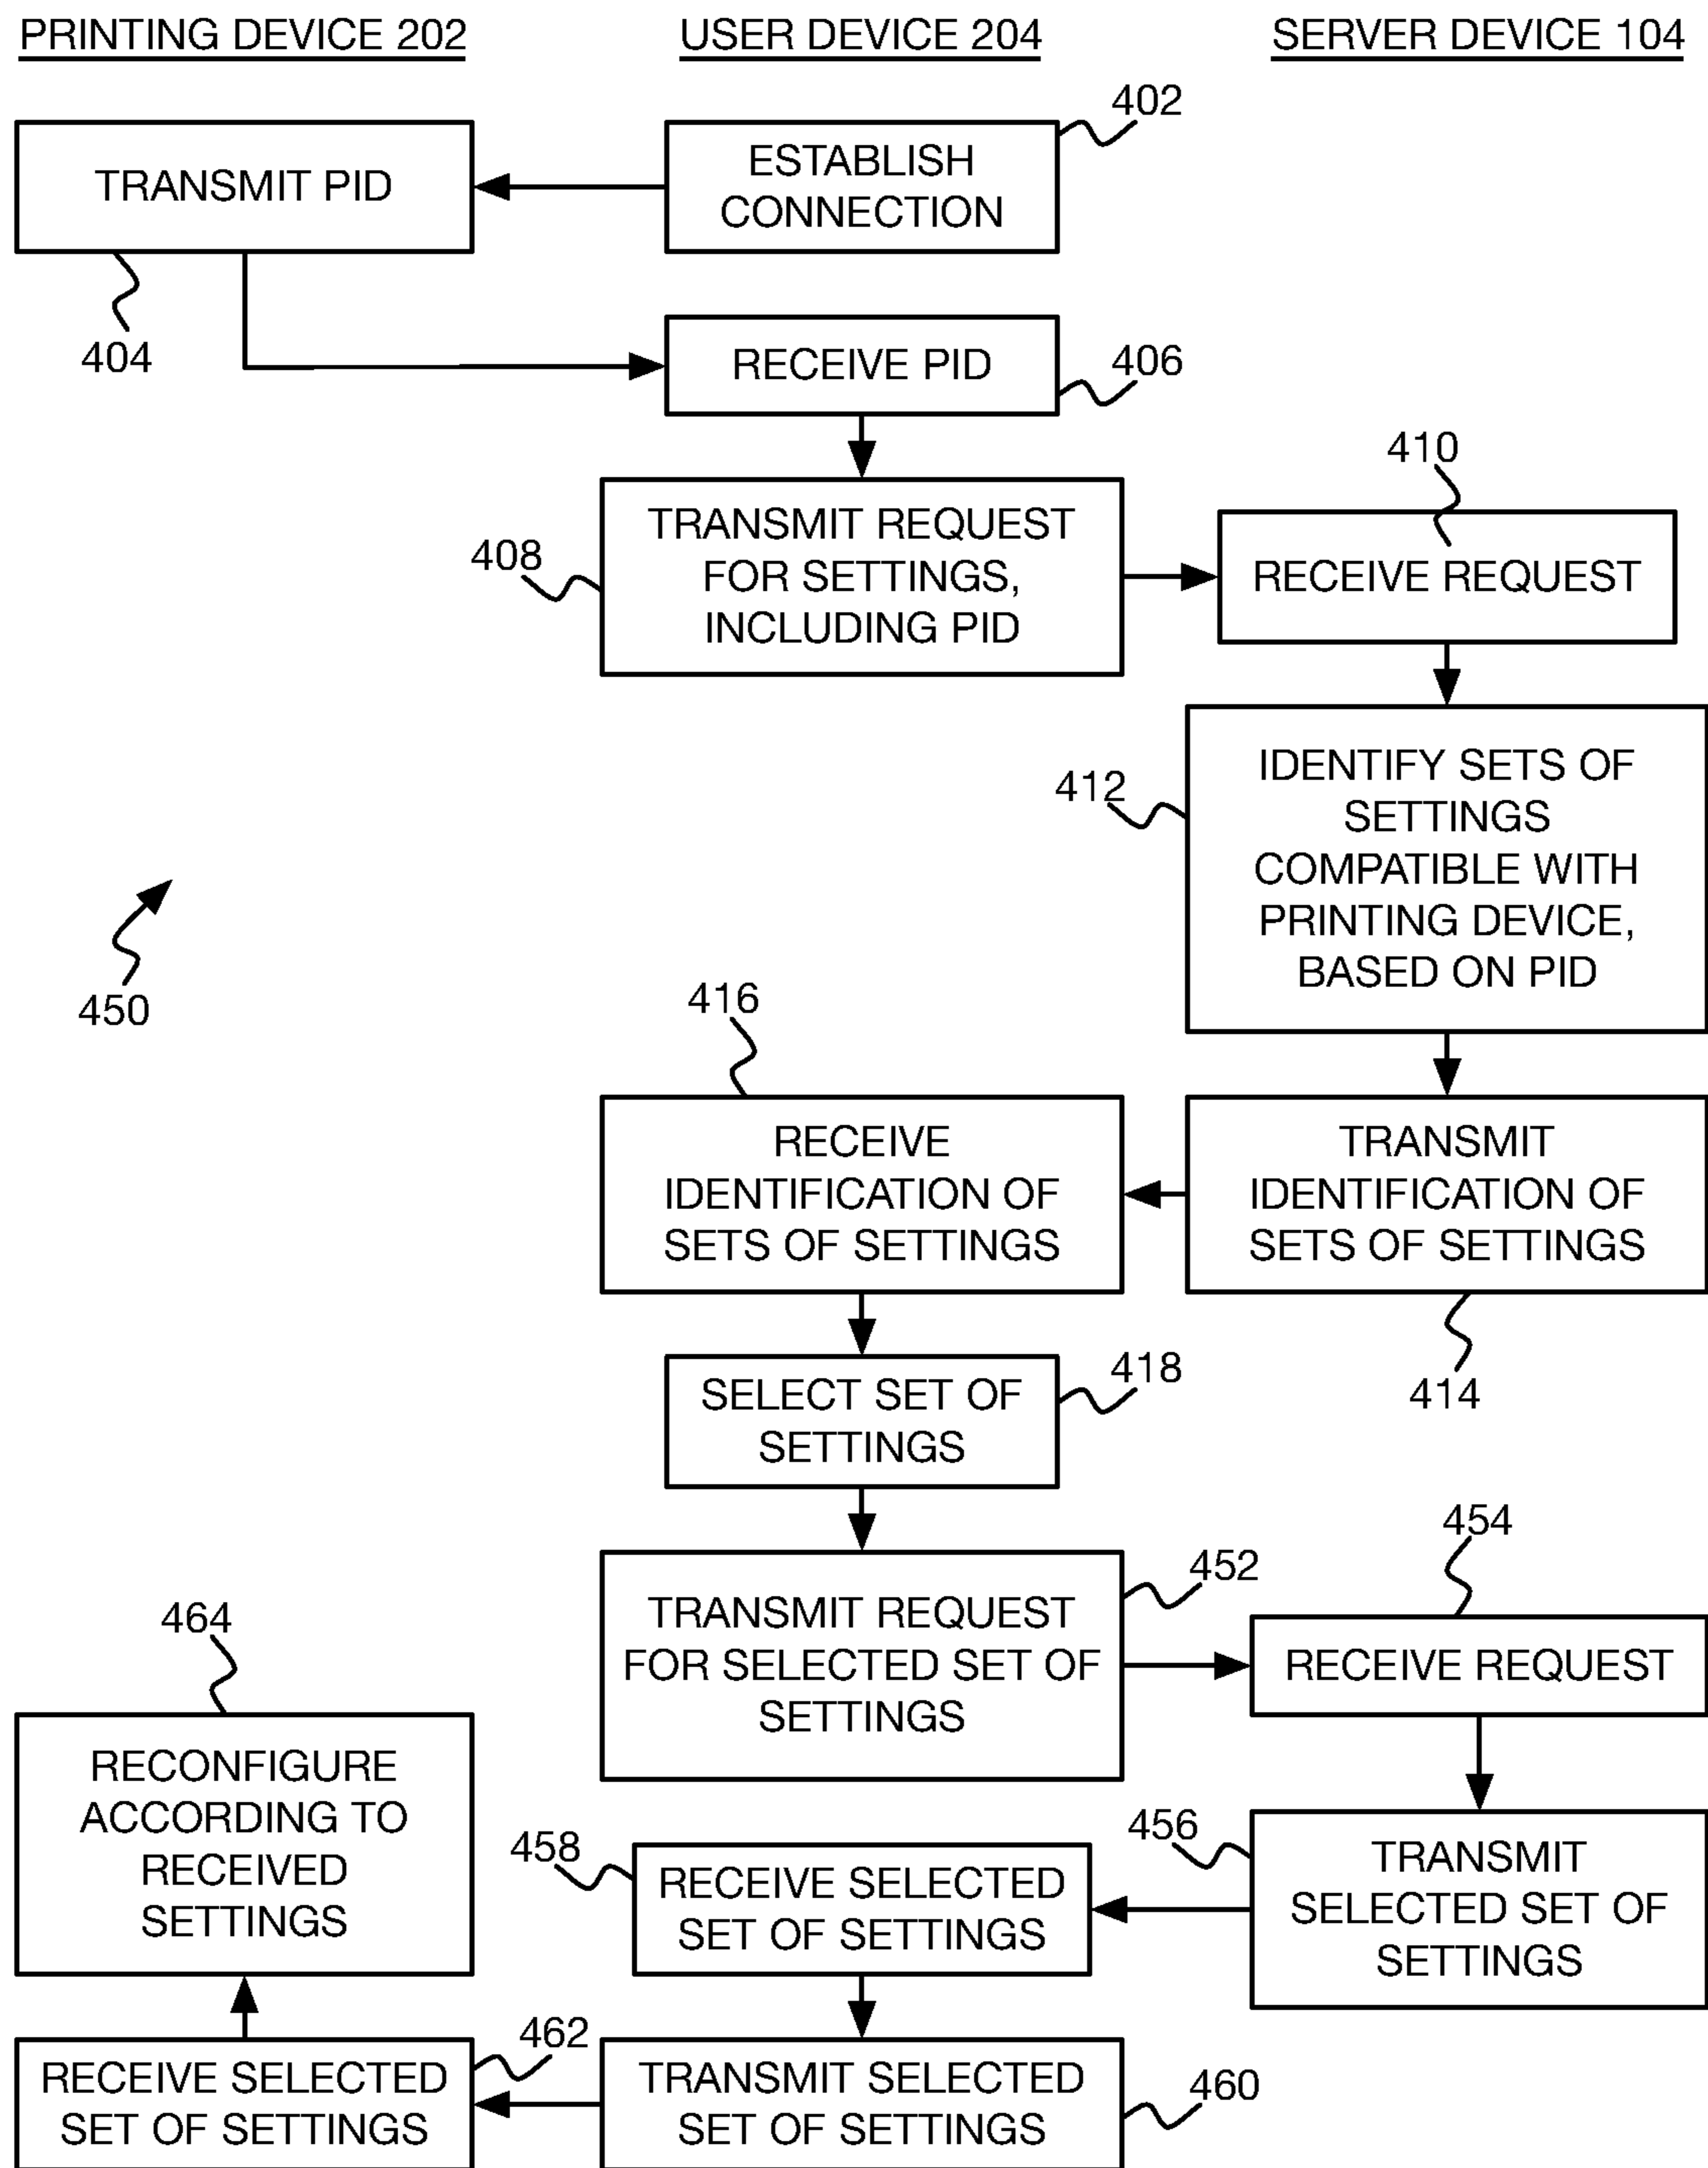 PRINTING DEVICE 202
USER DEVICE 204
SERVER DEVICE 104
402
ESTABLISH
CONNECTION
TRANSMIT PID
404
RECEIVE PID
406
410
408
TRANSMIT REQUEST
FOR SETTINGS,
INCLUDING PID
RECEIVE REQUEST
412
IDENTIFY SETS OF
SETTINGS
COMPATIBLE WITH
PRINTING DEVICE,
BASED ON PID
450
416
RECEIVE
IDENTIFICATION OF
SETS OF SETTINGS
TRANSMIT
IDENTIFICATION OF
SETS OF SETTINGS
414
SELECT SET OF
SETTINGS
418
454
452
TRANSMIT REQUEST
FOR SELECTED SET OF
SETTINGS
RECEIVE REQUEST
464
RECONFIGURE
ACCORDING TO
RECEIVED
SETTINGS
456
TRANSMIT
SELECTED SET OF
SETTINGS
458
RECEIVE SELECTED
SET OF SETTINGS
462
RECEIVE SELECTED
SET OF SETTINGS
TRANSMIT SELECTED
SET OF SETTINGS
460